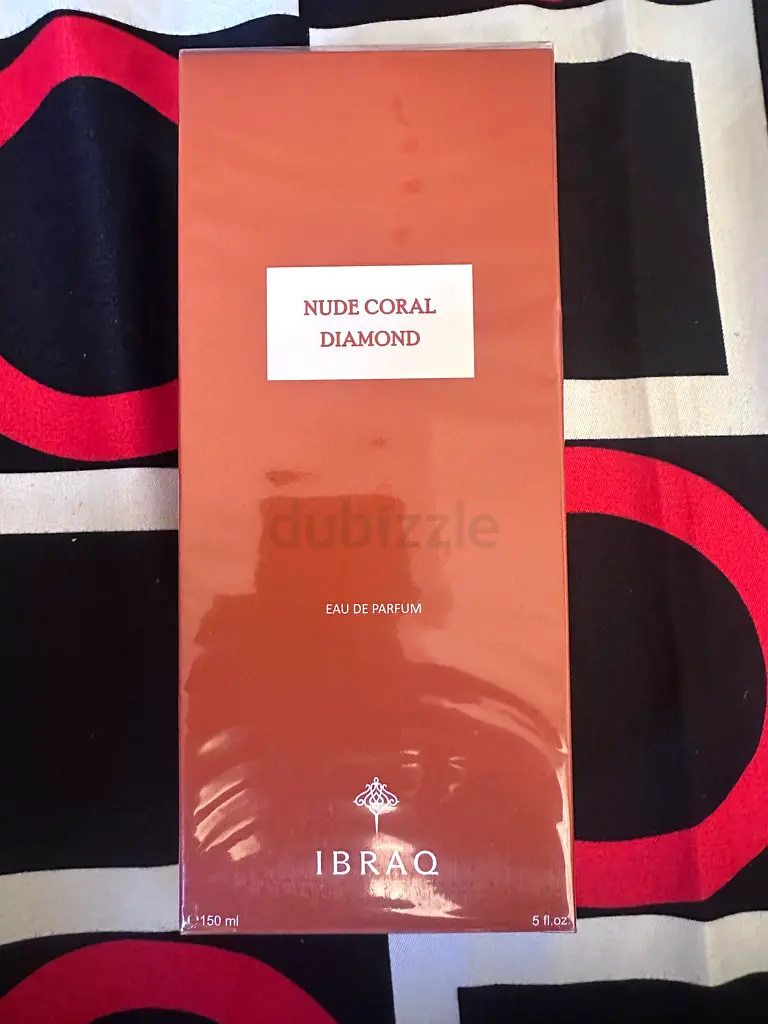 NUDE CORAL
DIAMOND
dubizzle
EAU DE PARFUM
IBRAQ
150 ml
5 fl.oz.